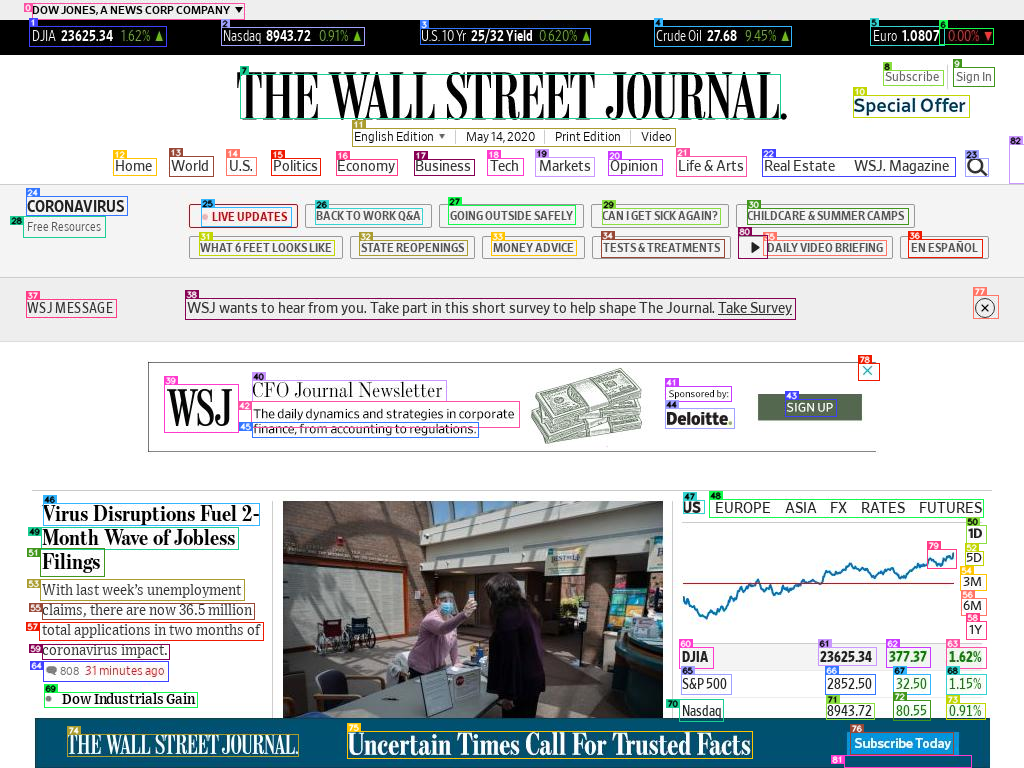 DOW JONES, A NEWS CORP COMPANY
DJIA 23625.34 1.62%
Nasdaq 8943.72 0.91%
U.S. 10 Yr 25/32 Yield 0.620%
Crude Oil 27.68 9.45%
Euro 1.0807 0.00%
THE WALL STREET JOURNAL.
Subscribe
Sign In
Special Offer
English Edition
May 14, 2020
Print Edition
Video
Home
World
U.S.
Politics
Economy
Business
Tech
Markets
Opinion
Life & Arts
Real Estate
WSJ. Magazine
CORONAVIRUS
Free Resources
LIVE UPDATES
BACK TO WORK Q&A
GOING OUTSIDE SAFELY
CAN I GET SICK AGAIN?
CHILDCARE & SUMMER CAMPS
WHAT 6 FEET LOOKS LIKE
STATE REOPENINGS
MONEY ADVICE
TESTS & TREATMENTS
DAILY VIDEO BRIEFING
EN ESPAÑOL
WSJ MESSAGE
WSJ wants to hear from you. Take part in this short survey to help shape The Journal. Take Survey
WSJ
CFO Journal Newsletter
The daily dynamics and strategies in corporate
finance, from accounting to regulations.
Sponsored by:
Deloitte.
SIGN UP
Virus Disruptions Fuel 2-
Month Wave of Jobless
Filings
With last week's unemployment
claims, there are now 36.5 million
total applications in two months of
coronavirus impact.
808 31 minutes ago
Dow Industrials Gain
US EUROPE ASIA FX RATES FUTURES
1D
5D
3M
6M
1Y
DJIA 23625.34 377.37 1.62%
S&P 500 2852.50 32.50 1.15%
Nasdaq 8943.72 80.55 0.91%
THE WALL STREET JOURNAL.
Uncertain Times Call For Trusted Facts
Subscribe Today